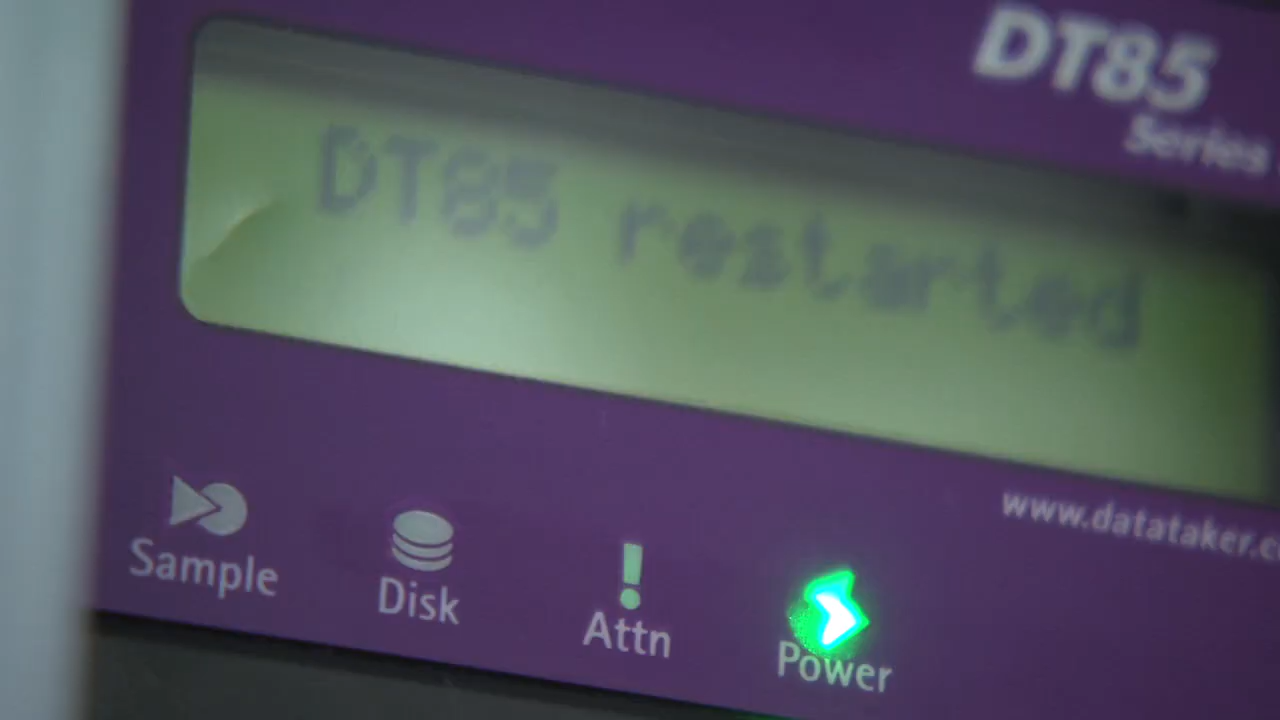 DT85
Series
DT85 restarted
www.datataker.c
Sample
Disk
Attn
Power